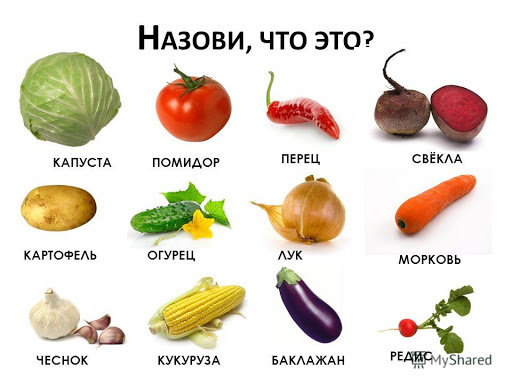 НАЗОВИ, ЧТО ЭТО?
КАПУСТА ПОМИДОР ПЕРЕЦ СВЁКЛА
КАРТОФЕЛЬ ОГУРЕЦ ЛУК МОРКОВЬ
ЧЕСНОК КУКУРУЗА БАКЛАЖАН РЕДИС
MyShared